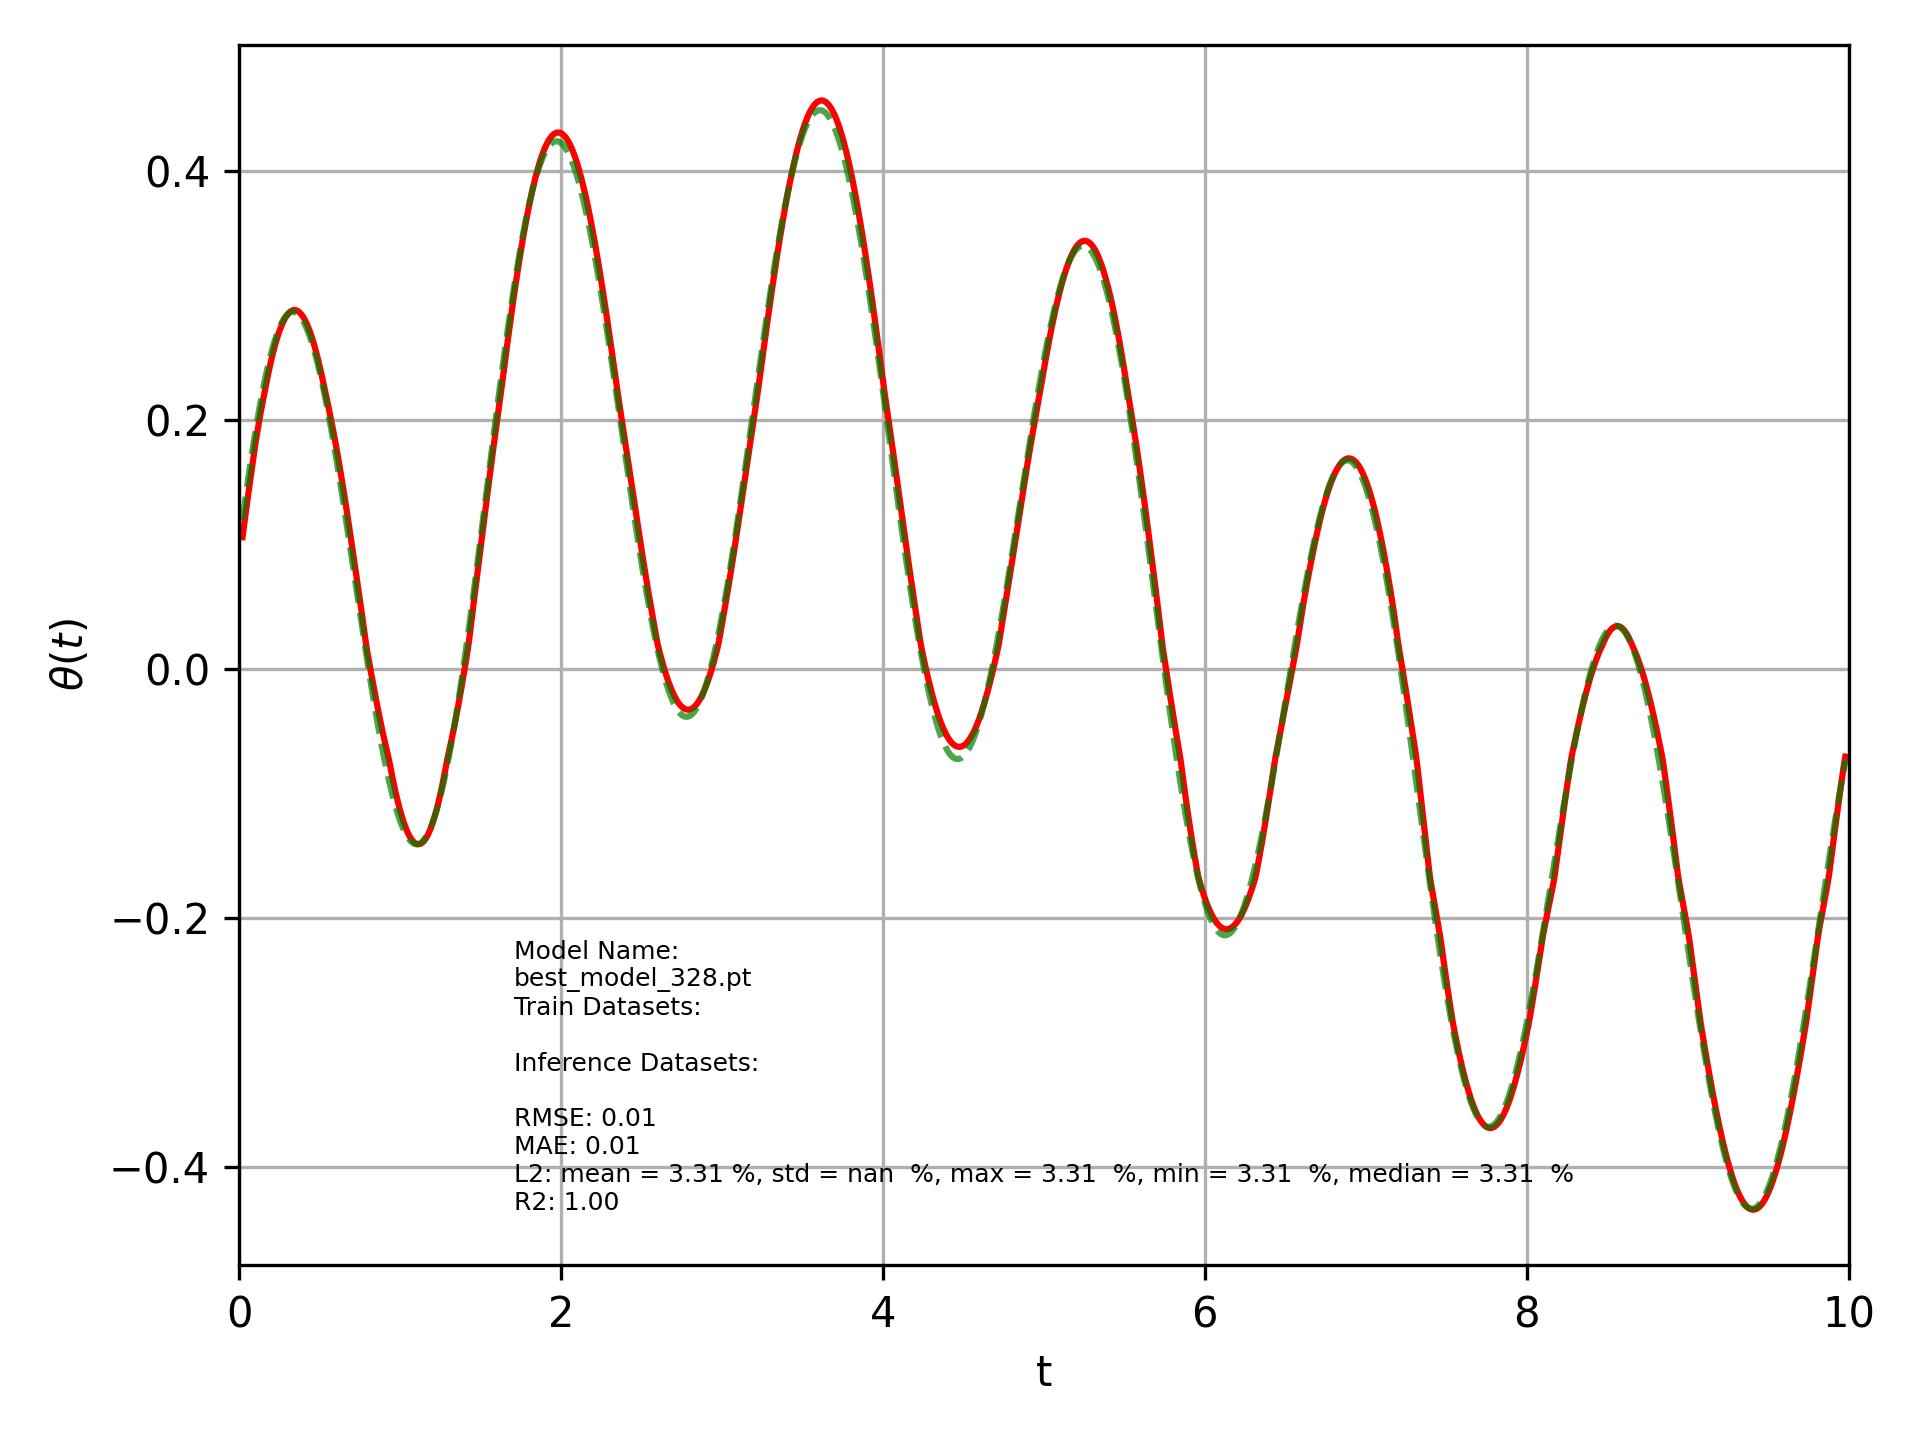 0.4
0.2
0.0
−0.2
−0.4
θ(t)
Model Name:
best_model_328.pt
Train Datasets:
Inference Datasets:
RMSE: 0.01
MAE: 0.01
L2: mean = 3.31 %, std = nan  %, max = 3.31  %, min = 3.31  %, median = 3.31  %
R2: 1.00
0 2 4 6 8 10
t